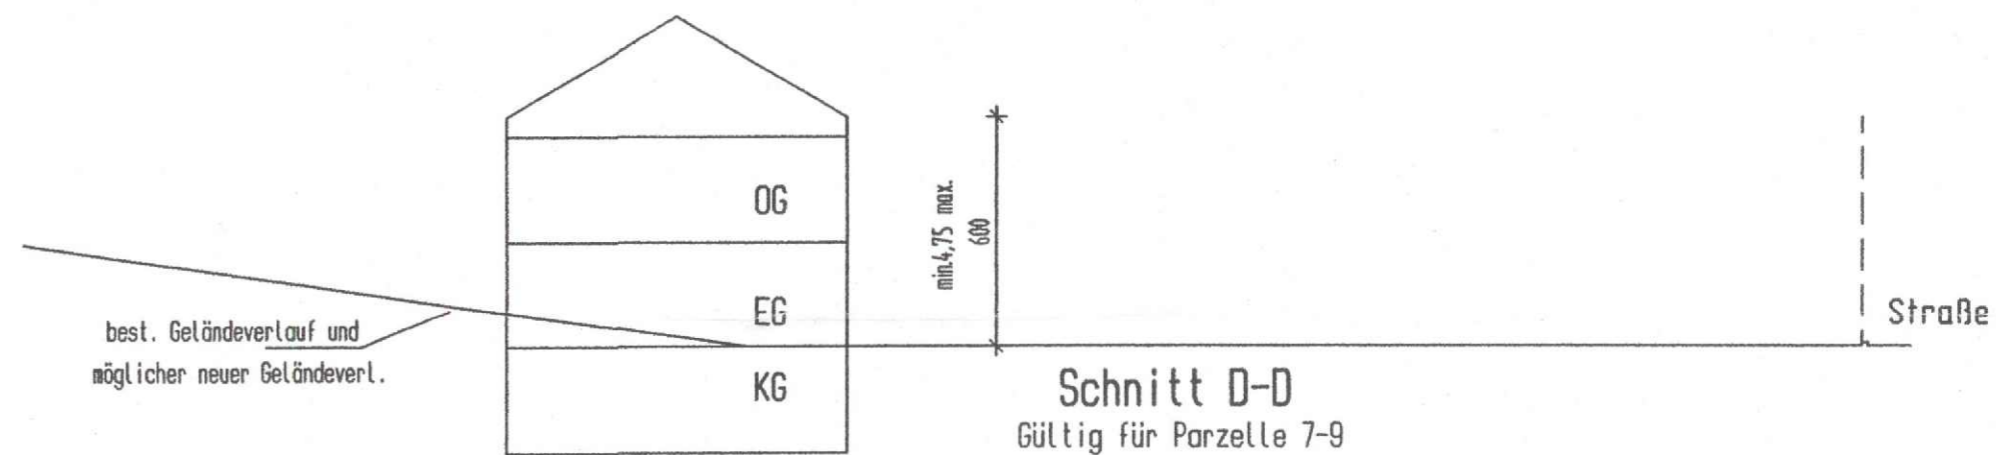 OG
min.4,75 max.
600
EG
Straße
best. Geländeverlauf und
möglicher neuer Geländeverl.
KG
Schnitt D-D
Gültig für Parzelle 7-9